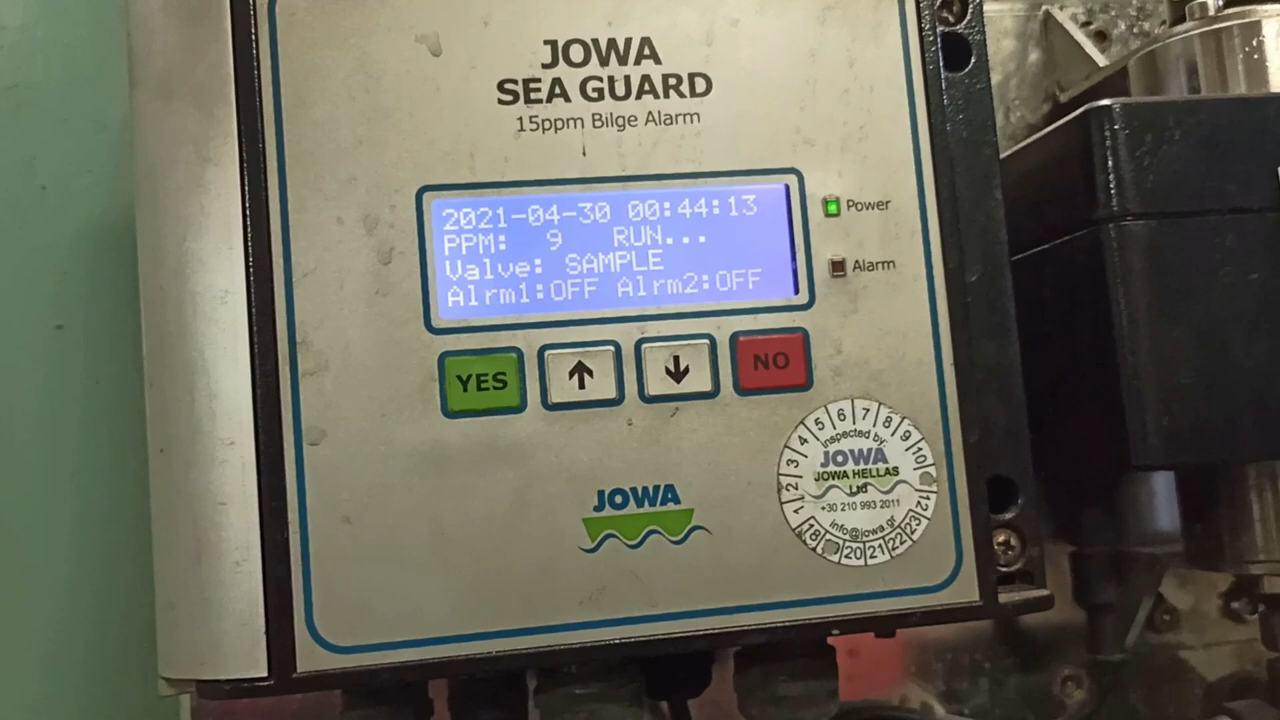 JOWA
SEA GUARD
15ppm Bilge Alarm
2021-04-30 00:44:13
PPM: 9 RUN...
Valve: SAMPLE
Alrm1:OFF Alrm2:OFF
Power
Alarm
YES
↑
↓
NO
JOWA
1 2 3 4 5 6 7 8 9 10 12
Inspected by:
JOWA
JOWA HELLAS
Ltd
+30 210 993 2011
info@jowa.gr
18 20 21 22 23